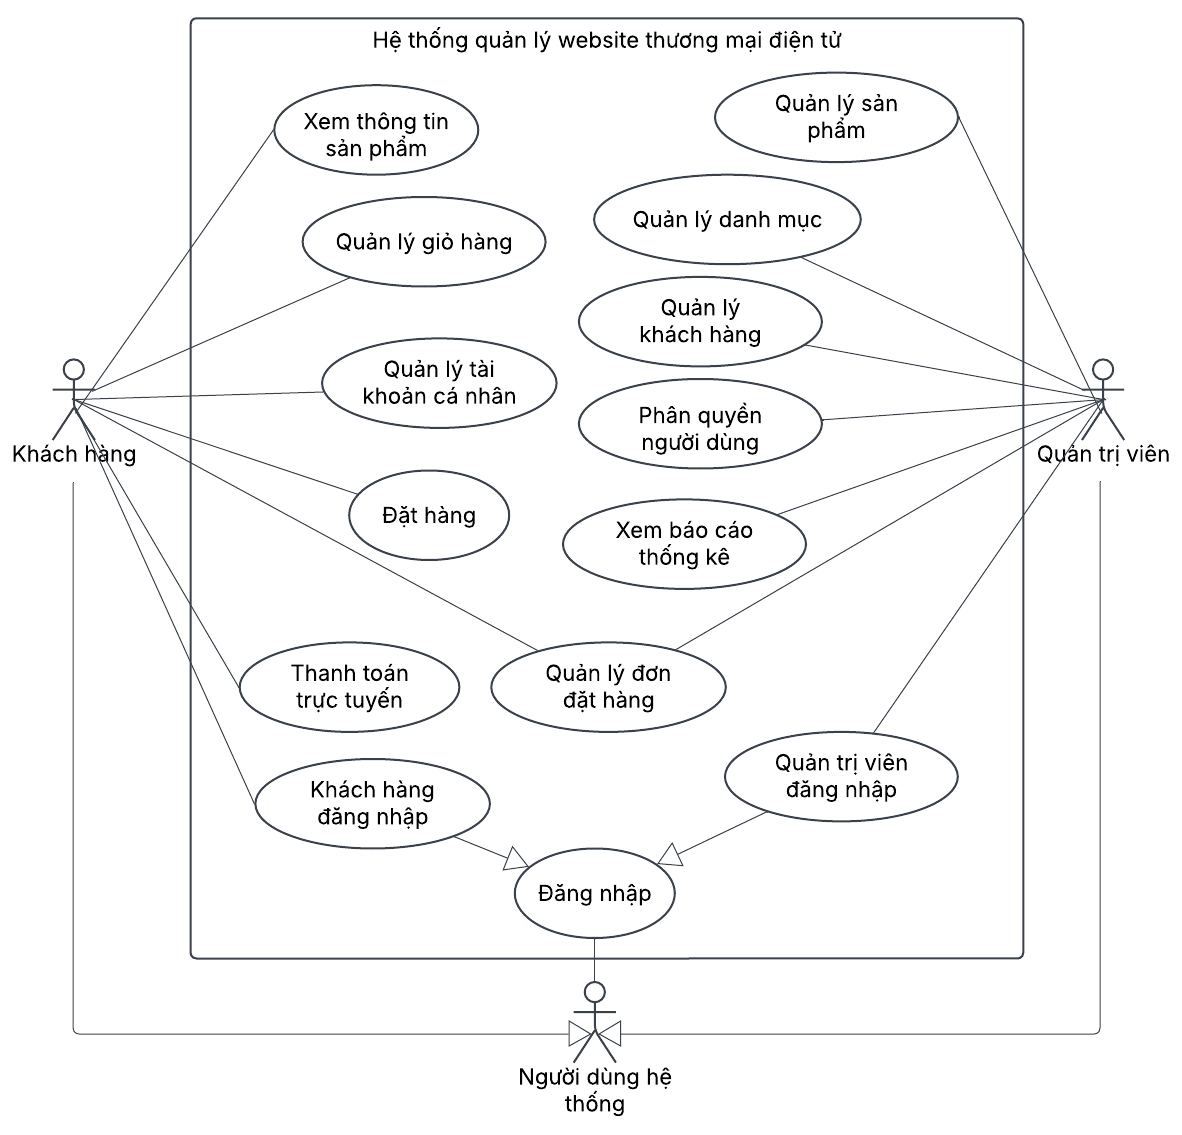 Hệ thống quản lý website thương mại điện tử
Xem thông tin
sản phẩm
Quản lý sản
phẩm
Quản lý giỏ hàng
Quản lý danh mục
Quản lý
khách hàng
Quản lý tài
khoản cá nhân
Phân quyền
người dùng
Khách hàng
Quản trị viên
Đặt hàng
Xem báo cáo
thống kê
Thanh toán
trực tuyến
Quản lý đơn
đặt hàng
Khách hàng
đăng nhập
Quản trị viên
đăng nhập
Đăng nhập
Người dùng hệ
thống